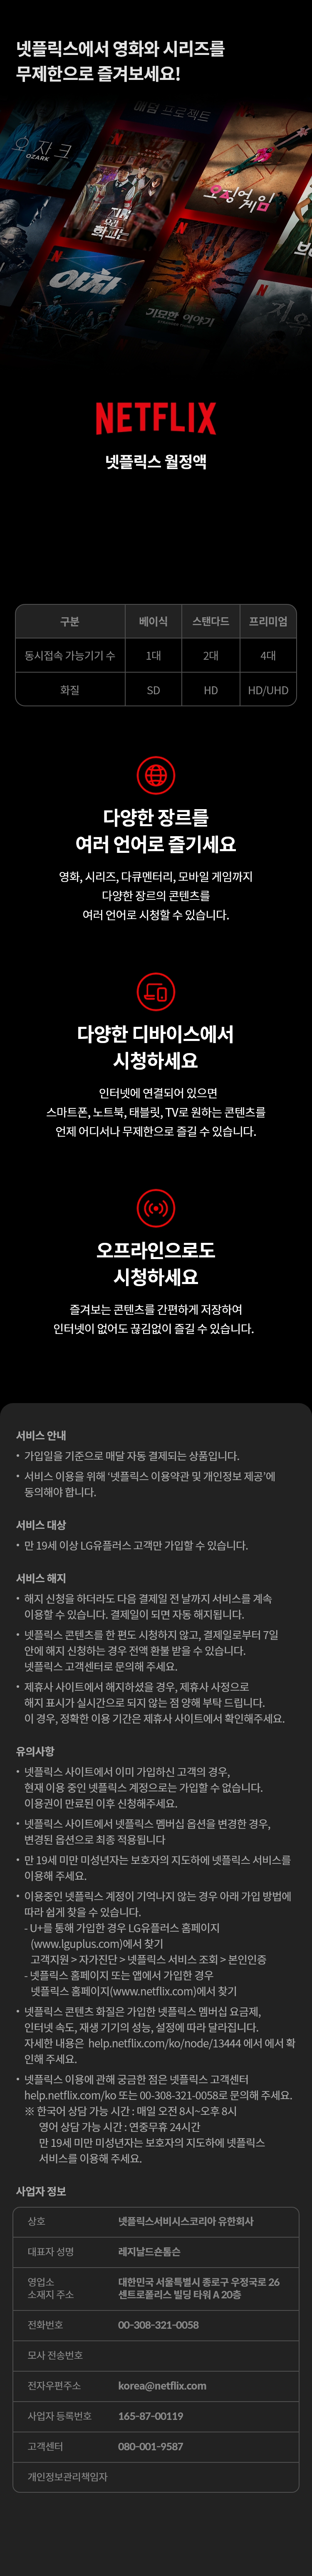 넷플릭스에서 영화와 시리즈를
무제한으로 즐겨보세요!
오자크
OZARK
지금 우리 학교는
오징어 게임
야차
기묘한 이야기
NETFLIX
넷플릭스 월정액
구분 베이식 스탠다드 프리미엄
동시접속 가능기기 수 1대 2대 4대
화질 SD HD HD/UHD
다양한 장르를
여러 언어로 즐기세요
영화, 시리즈, 다큐멘터리, 모바일 게임까지
다양한 장르의 콘텐츠를
여러 언어로 시청할 수 있습니다.
다양한 디바이스에서
시청하세요
인터넷에 연결되어 있으면
스마트폰, 노트북, 태블릿, TV로 원하는 콘텐츠를
언제 어디서나 무제한으로 즐길 수 있습니다.
오프라인으로도
시청하세요
즐겨보는 콘텐츠를 간편하게 저장하여
인터넷이 없어도 끊김없이 즐길 수 있습니다.
서비스 안내
• 가입일을 기준으로 매달 자동 결제되는 상품입니다.
• 서비스 이용을 위해 ‘넷플릭스 이용약관 및 개인정보 제공’에
동의해야 합니다.
서비스 대상
• 만 19세 이상 LG유플러스 고객만 가입할 수 있습니다.
서비스 해지
• 해지 신청을 하더라도 다음 결제일 전 날까지 서비스를 계속
이용할 수 있습니다. 결제일이 되면 자동 해지됩니다.
• 넷플릭스 콘텐츠를 한 편도 시청하지 않고, 결제일로부터 7일
안에 해지 신청하는 경우 전액 환불 받을 수 있습니다.
넷플릭스 고객센터로 문의해 주세요.
• 제휴사 사이트에서 해지하셨을 경우, 제휴사 사정으로
해지 표시가 실시간으로 되지 않는 점 양해 부탁 드립니다.
이 경우, 정확한 이용 기간은 제휴사 사이트에서 확인해주세요.
유의사항
• 넷플릭스 사이트에서 이미 가입하신 고객의 경우,
현재 이용 중인 넷플릭스 계정으로는 가입할 수 없습니다.
이용권이 만료된 이후 신청해주세요.
• 넷플릭스 사이트에서 넷플릭스 멤버십 옵션을 변경한 경우,
변경된 옵션으로 최종 적용됩니다
• 만 19세 미만 미성년자는 보호자의 지도하에 넷플릭스 서비스를
이용해 주세요.
• 이용중인 넷플릭스 계정이 기억나지 않는 경우 아래 가입 방법에
따라 쉽게 찾을 수 있습니다.
- U+를 통해 가입한 경우 LG유플러스 홈페이지
(www.lguplus.com)에서 찾기
고객지원 > 자가진단 > 넷플릭스 서비스 조회 > 본인인증
- 넷플릭스 홈페이지 또는 앱에서 가입한 경우
넷플릭스 홈페이지(www.netflix.com)에서 찾기
• 넷플릭스 콘텐츠 화질은 가입한 넷플릭스 멤버십 요금제,
인터넷 속도, 재생 기기의 성능, 설정에 따라 달라집니다.
자세한 내용은 help.netflix.com/ko/node/13444 에서 에서 확
인해 주세요.
• 넷플릭스 이용에 관해 궁금한 점은 넷플릭스 고객센터
help.netflix.com/ko 또는 00-308-321-0058로 문의해 주세요.
※ 한국어 상담 가능 시간 : 매일 오전 8시~오후 8시
영어 상담 가능 시간 : 연중무휴 24시간
만 19세 미만 미성년자는 보호자의 지도하에 넷플릭스
서비스를 이용해 주세요.
사업자 정보
상호 넷플릭스서비시스코리아 유한회사
대표자 성명 레지날드숀톰슨
영업소 대한민국 서울특별시 종로구 우정국로 26
소재지 주소 센트로폴리스 빌딩 타워 A 20층
전화번호 00-308-321-0058
모사 전송번호
전자우편주소 korea@netflix.com
사업자 등록번호 165-87-00119
고객센터 080-001-9587
개인정보관리책임자